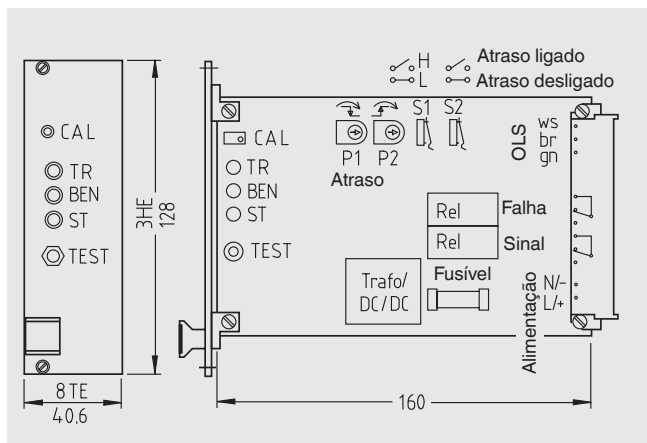 CAL
TR
BEN
ST
TEST
8TE
40,6
3HE
128
H
L
Atraso ligado
Atraso desligado
S1 S2
P1 P2
Atraso
CAL
TR
BEN
ST
TEST
OLS
ws
br
gn
Rel
Falha
Rel
Sinal
Trafo/
DC/DC
Fusível
Alimentação
N/-
L/+
160